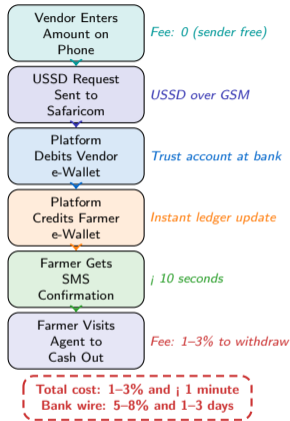 Vendor Enters
Amount on
Phone
Fee: 0 (sender free)
USSD Request
Sent to
Safaricom
USSD over GSM
Platform
Debits Vendor
e-Wallet
Trust account at bank
Platform
Credits Farmer
e-Wallet
Instant ledger update
Farmer Gets
SMS
Confirmation
¡ 10 seconds
Farmer Visits
Agent to
Cash Out
Fee: 1–3% to withdraw
Total cost: 1–3% and ¡ 1 minute
Bank wire: 5–8% and 1–3 days